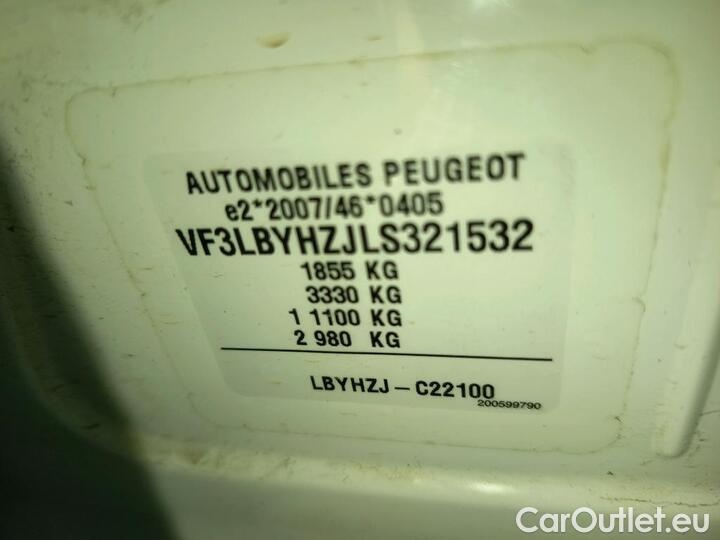 AUTOMOBILES PEUGEOT
e2*2007/46*0405
VF3LBYHZJLS321532
1855 KG
3330 KG
1 1100 KG
2 980 KG
LBYHZJ – C22100
200599790
CarOutlet.eu